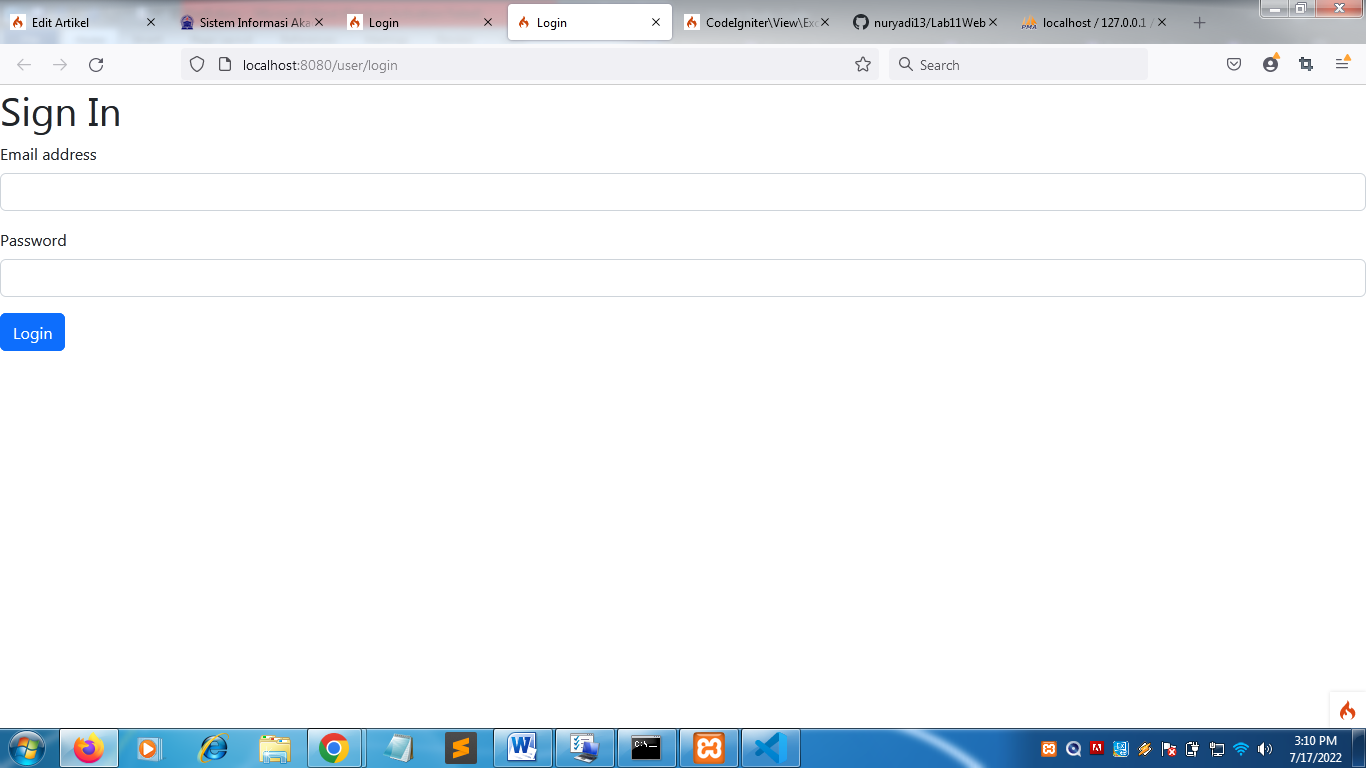 Edit Artikel
Sistem Informasi Aka
Login
Login
CodeIgniter\View\Exc
nuryadi13/Lab11Web
localhost / 127.0.0.1 /
localhost:8080/user/login
Search
Sign In
Email address
Password
Login
3:10 PM
7/17/2022